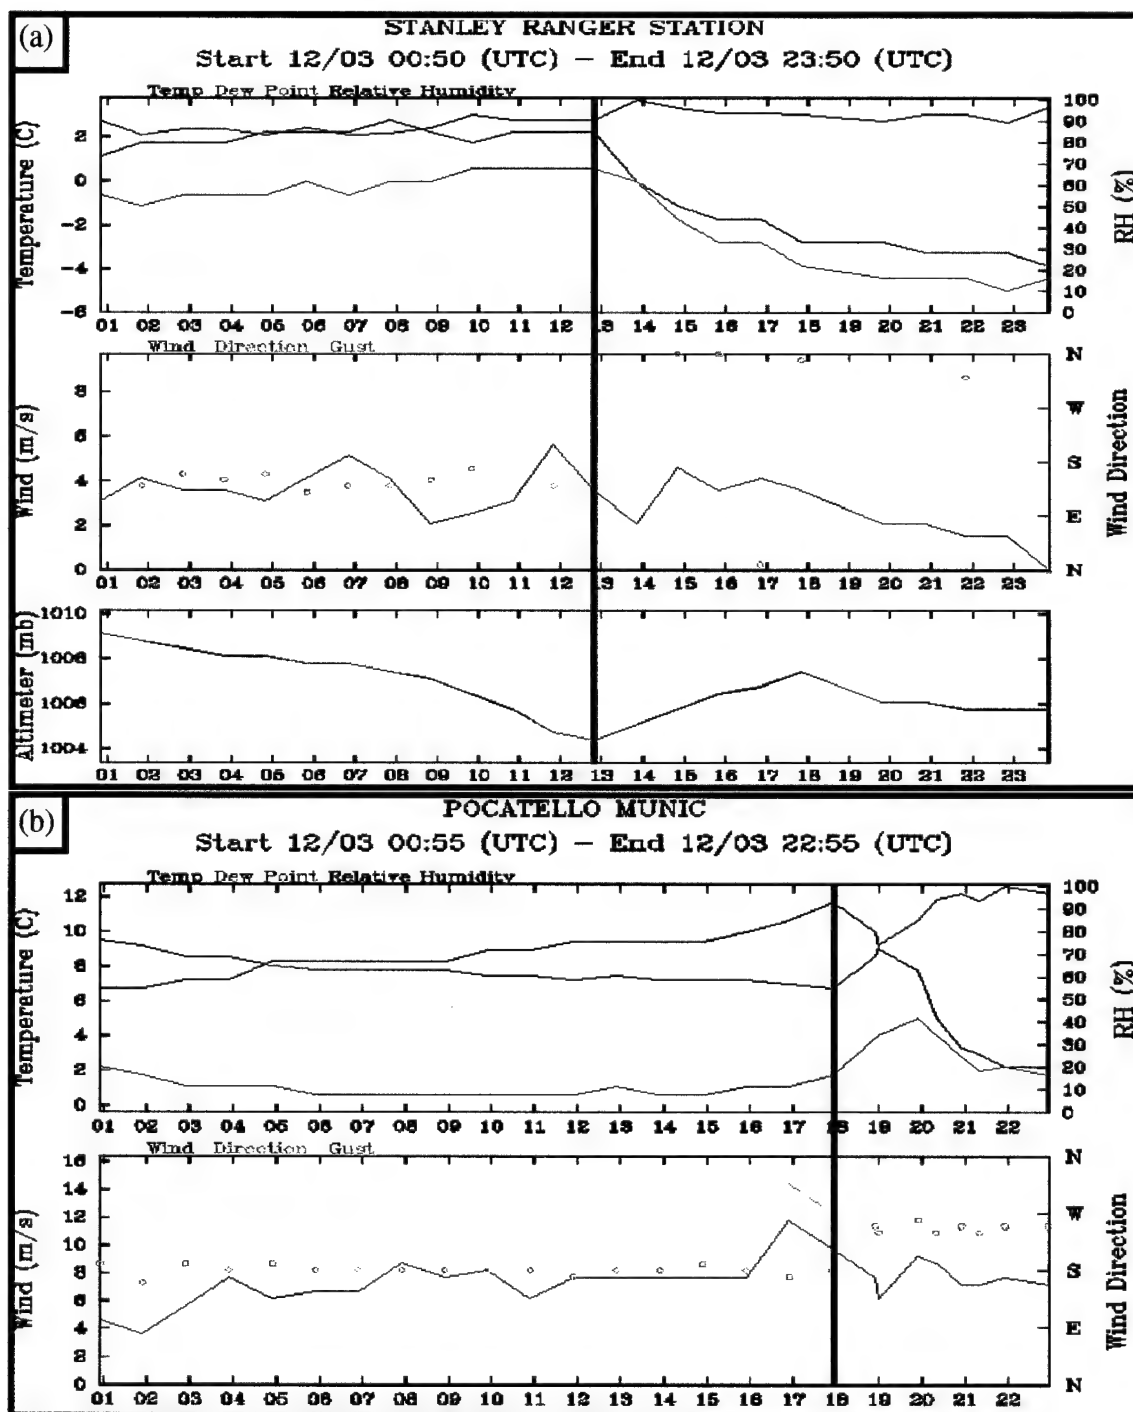 (a)
STANLEY RANGER STATION
Start 12/03 00:50 (UTC) – End 12/03 23:50 (UTC)
Temp Dew Point Relative Humidity
Temperature (C)
2
0
-2
-4
-6
100
90
80
70
60
50
40
30
20
10
0
RH (%)
01 02 03 04 05 06 07 08 09 10 11 12 13 14 15 16 17 18 19 20 21 22 23
Wind Direction Gust
Wind (m/s)
8
6
4
2
0
N
W
S
E
N
Wind Direction
01 02 03 04 05 06 07 08 09 10 11 12 13 14 15 16 17 18 19 20 21 22 23
Altimeter (mb)
1010
1008
1006
1004
01 02 03 04 05 06 07 08 09 10 11 12 13 14 15 16 17 18 19 20 21 22 23
(b)
POCATELLO MUNIC
Start 12/03 00:55 (UTC) – End 12/03 22:55 (UTC)
Temp Dew Point Relative Humidity
Temperature (C)
12
10
8
6
4
2
0
100
90
80
70
60
50
40
30
20
10
0
RH (%)
01 02 03 04 05 06 07 08 09 10 11 12 13 14 15 16 17 18 19 20 21 22
Wind Direction Gust
Wind (m/s)
16
14
12
10
8
6
4
2
0
N
W
S
E
N
Wind Direction
01 02 03 04 05 06 07 08 09 10 11 12 13 14 15 16 17 18 19 20 21 22